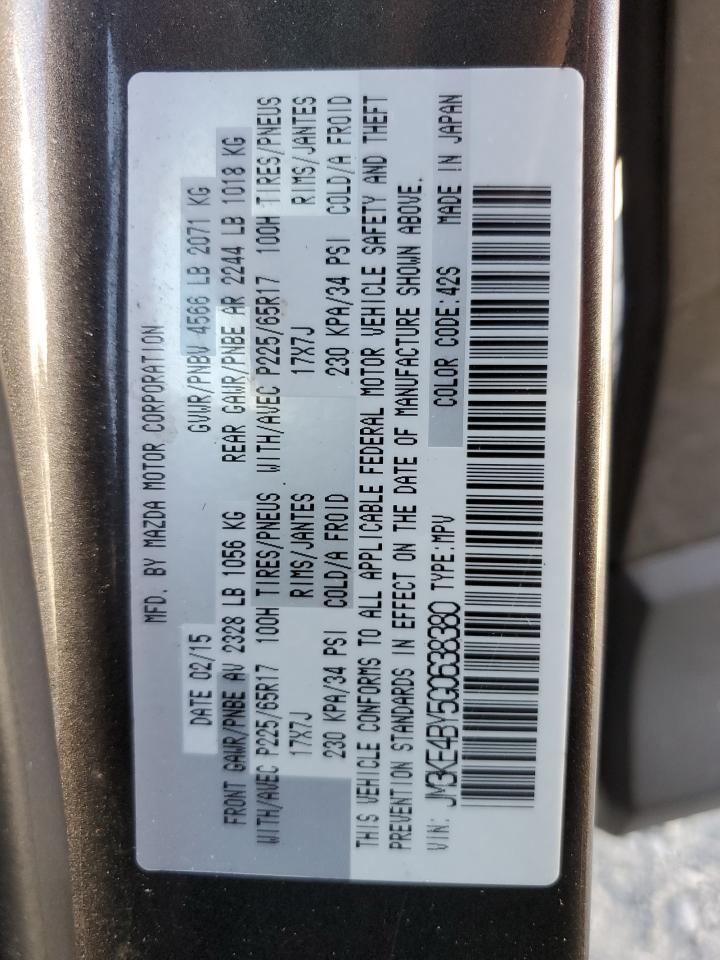 MFD. BY MAZDA MOTOR CORPORATION
DATE 02/15 GVWR/PNBV 4566 LB 2071 KG
FRONT GAWR/PNBE AV 2328 LB 1056 KG REAR GAWR/PNBE AR 2244 LB 1018 KG
WITH/AVEC P225/65R17 100H TIRES/PNEUS WITH/AVEC P225/65R17 100H TIRES/PNEUS
17X7J RIMS/JANTES 17X7J RIMS/JANTES
230 KPA/34 PSI COLD/A FROID 230 KPA/34 PSI COLD/A FROID
THIS VEHICLE CONFORMS TO ALL APPLICABLE FEDERAL MOTOR VEHICLE SAFETY AND THEFT
PREVENTION STANDARDS IN EFFECT ON THE DATE OF MANUFACTURE SHOWN ABOVE.
VIN: JM3KE4BY5G0638380 TYPE:MPV COLOR CODE:42S MADE IN JAPAN